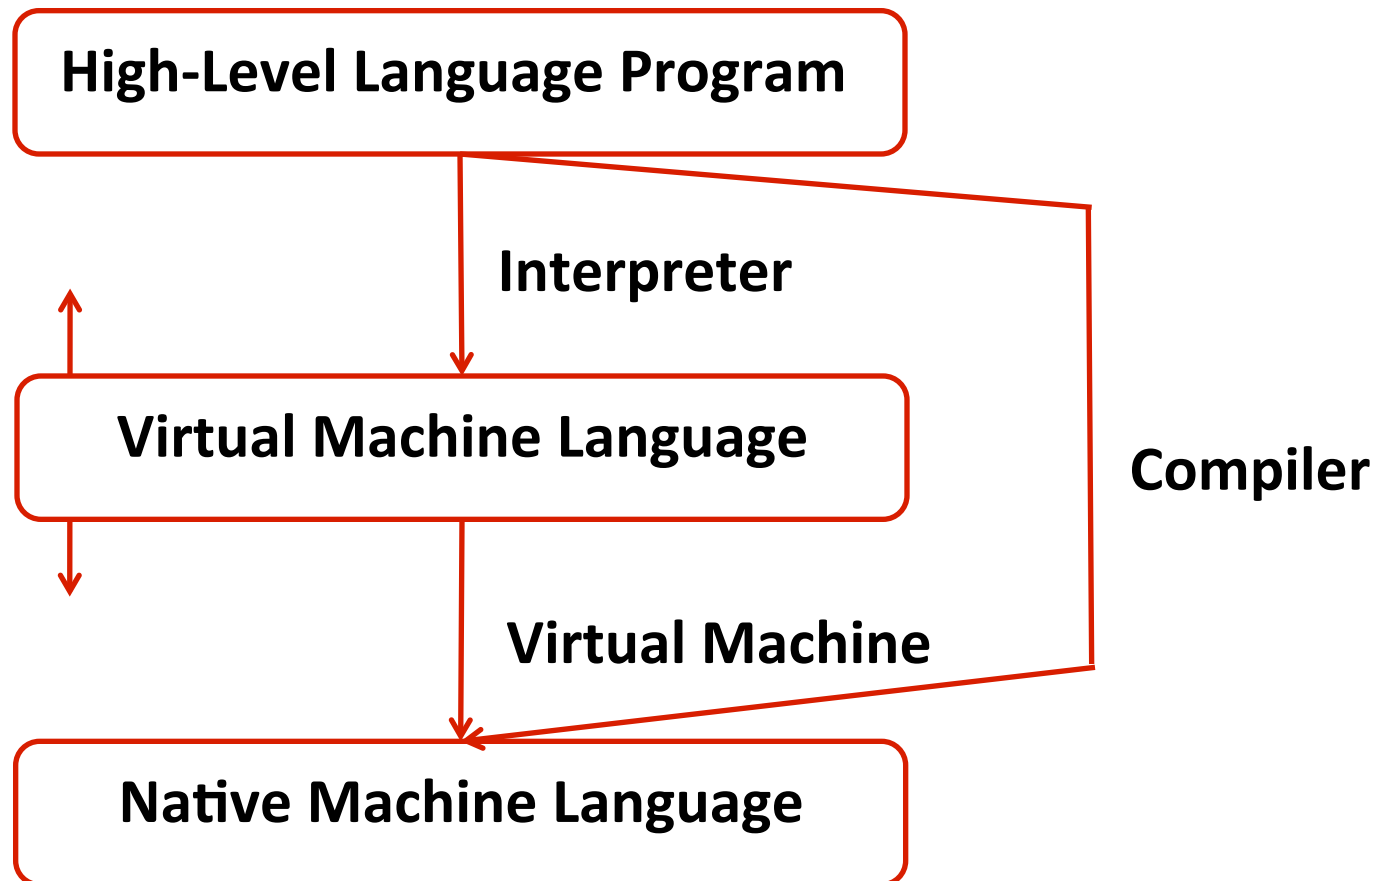 High-Level Language Program
Interpreter
Virtual Machine Language
Compiler
Virtual Machine
Native Machine Language